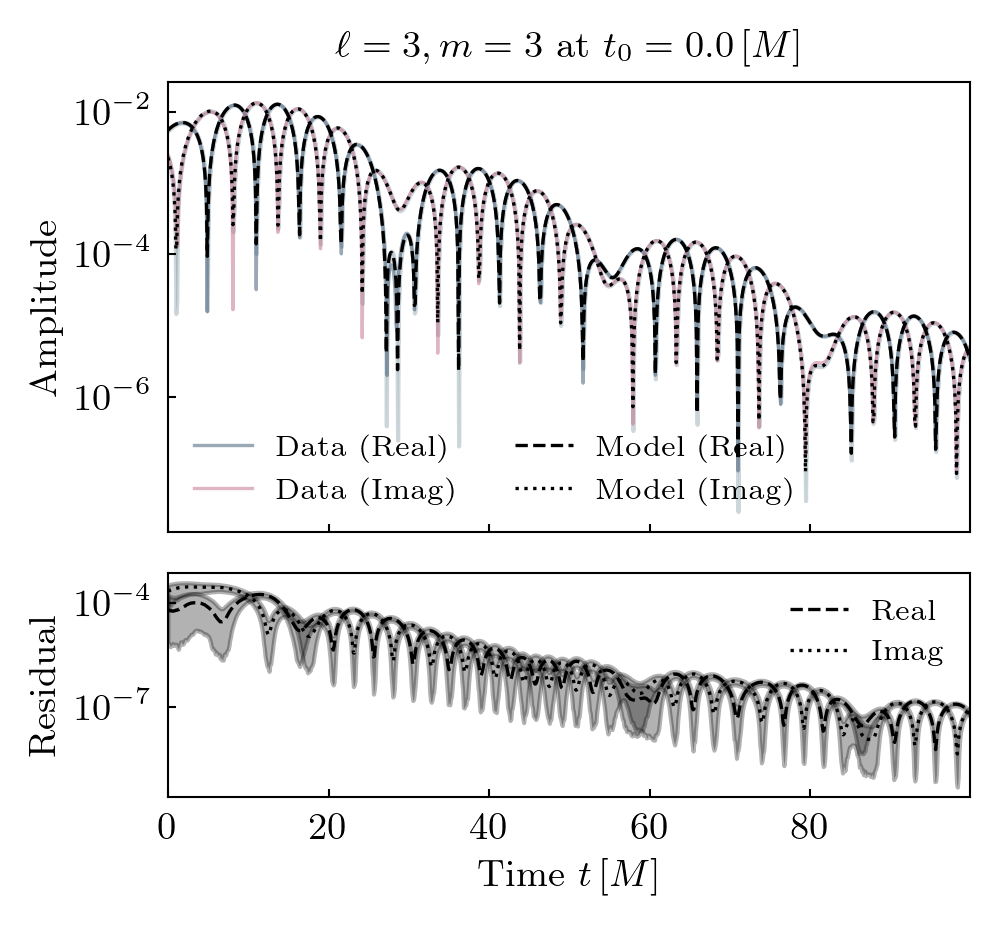 ℓ = 3, m = 3 at t₀ = 0.0 [M]
Amplitude
10⁻²
10⁻⁴
10⁻⁶
Data (Real)
Data (Imag)
Model (Real)
Model (Imag)
Residual
10⁻⁴
10⁻⁷
Real
Imag
0 20 40 60 80
Time t [M]